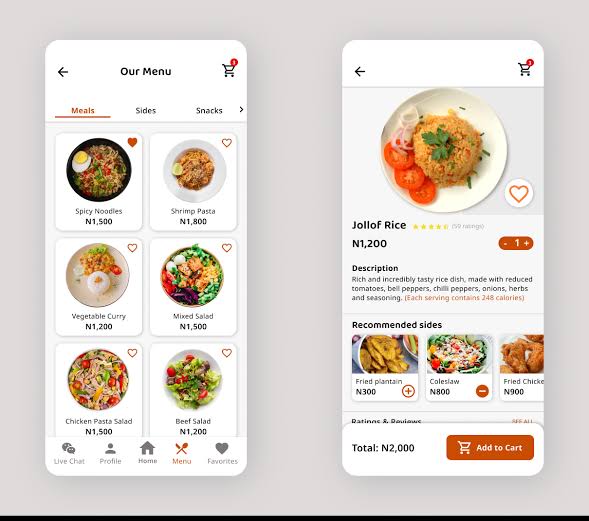 Our Menu
1
Meals Sides Snacks
Spicy Noodles
N1,500
Shrimp Pasta
N1,800
Vegetable Curry
N1,200
Mixed Salad
N1,500
Chicken Pasta Salad
N1,500
Beef Salad
N1,200
Live Chat Profile Home Menu Favorites
1
Jollof Rice (59 ratings)
N1,200 - 1 +
Description
Rich and incredibly tasty rice dish, made with reduced
tomatoes, bell peppers, chilli peppers, onions, herbs
and seasoning. (Each serving contains 248 calories)
Recommended sides
Fried plantain
N300
Coleslaw
N800
Fried Chicke
N900
Ratings & Reviews SEE ALL
Total: N2,000 Add to Cart